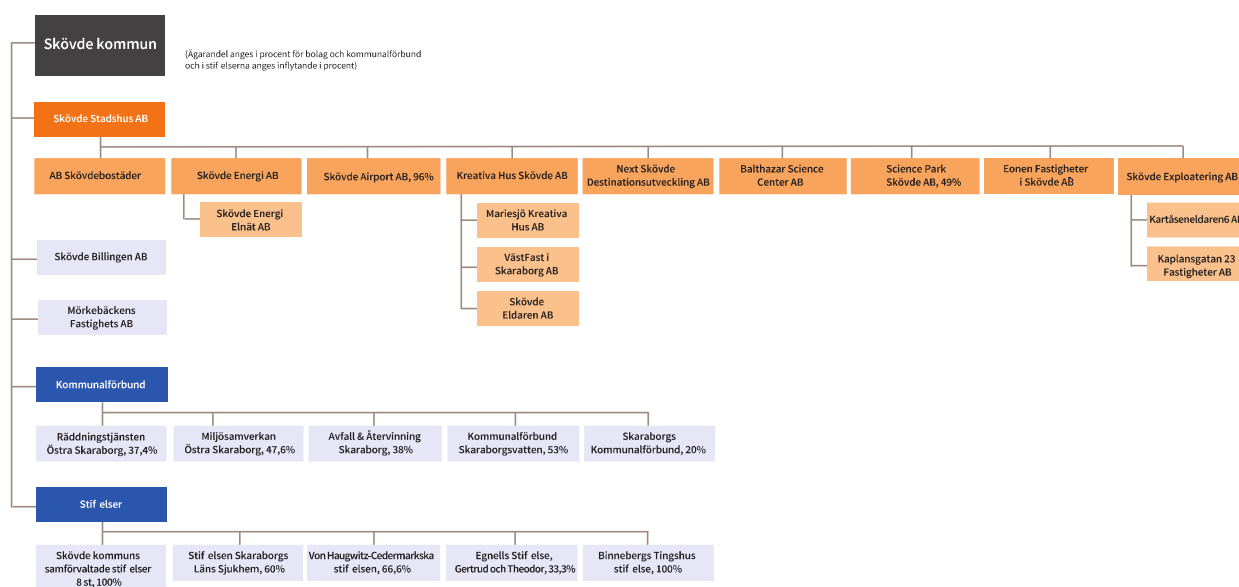 Skövde kommun
(Ägarandel anges i procent för bolag och kommunalförbund
och i stif elserna anges inflytande i procent)
Skövde Stadshus AB
AB Skövdebostäder
Skövde Energi AB
Skövde Airport AB, 96%
Kreativa Hus Skövde AB
Next Skövde
Destinationsutveckling AB
Balthazar Science
Center AB
Science Park
Skövde AB, 49%
Eonen Fastigheter
i Skövde AB
Skövde Exploatering AB
Skövde Energi
Elnät AB
Mariesjö Kreativa
Hus AB
VästFast i
Skaraborg AB
Skövde
Eldaren AB
Kartåseneldaren6 AB
Kaplansgatan 23
Fastigheter AB
Skövde Billingen AB
Mörkebäckens
Fastighets AB
Kommunalförbund
Räddningstjänsten
Östra Skaraborg, 37,4%
Miljösamverkan
Östra Skaraborg, 47,6%
Avfall & Återvinning
Skaraborg, 38%
Kommunalförbund
Skaraborgsvatten, 53%
Skaraborgs
Kommunalförbund, 20%
Stif elser
Skövde kommuns
samförvaltade stif elser
8 st, 100%
Stif elsen Skaraborgs
Läns Sjukhem, 60%
Von Haugwitz-Cedermarkska
stif elsen, 66,6%
Egnells Stif else,
Gertrud och Theodor, 33,3%
Binnebergs Tingshus
stif else, 100%